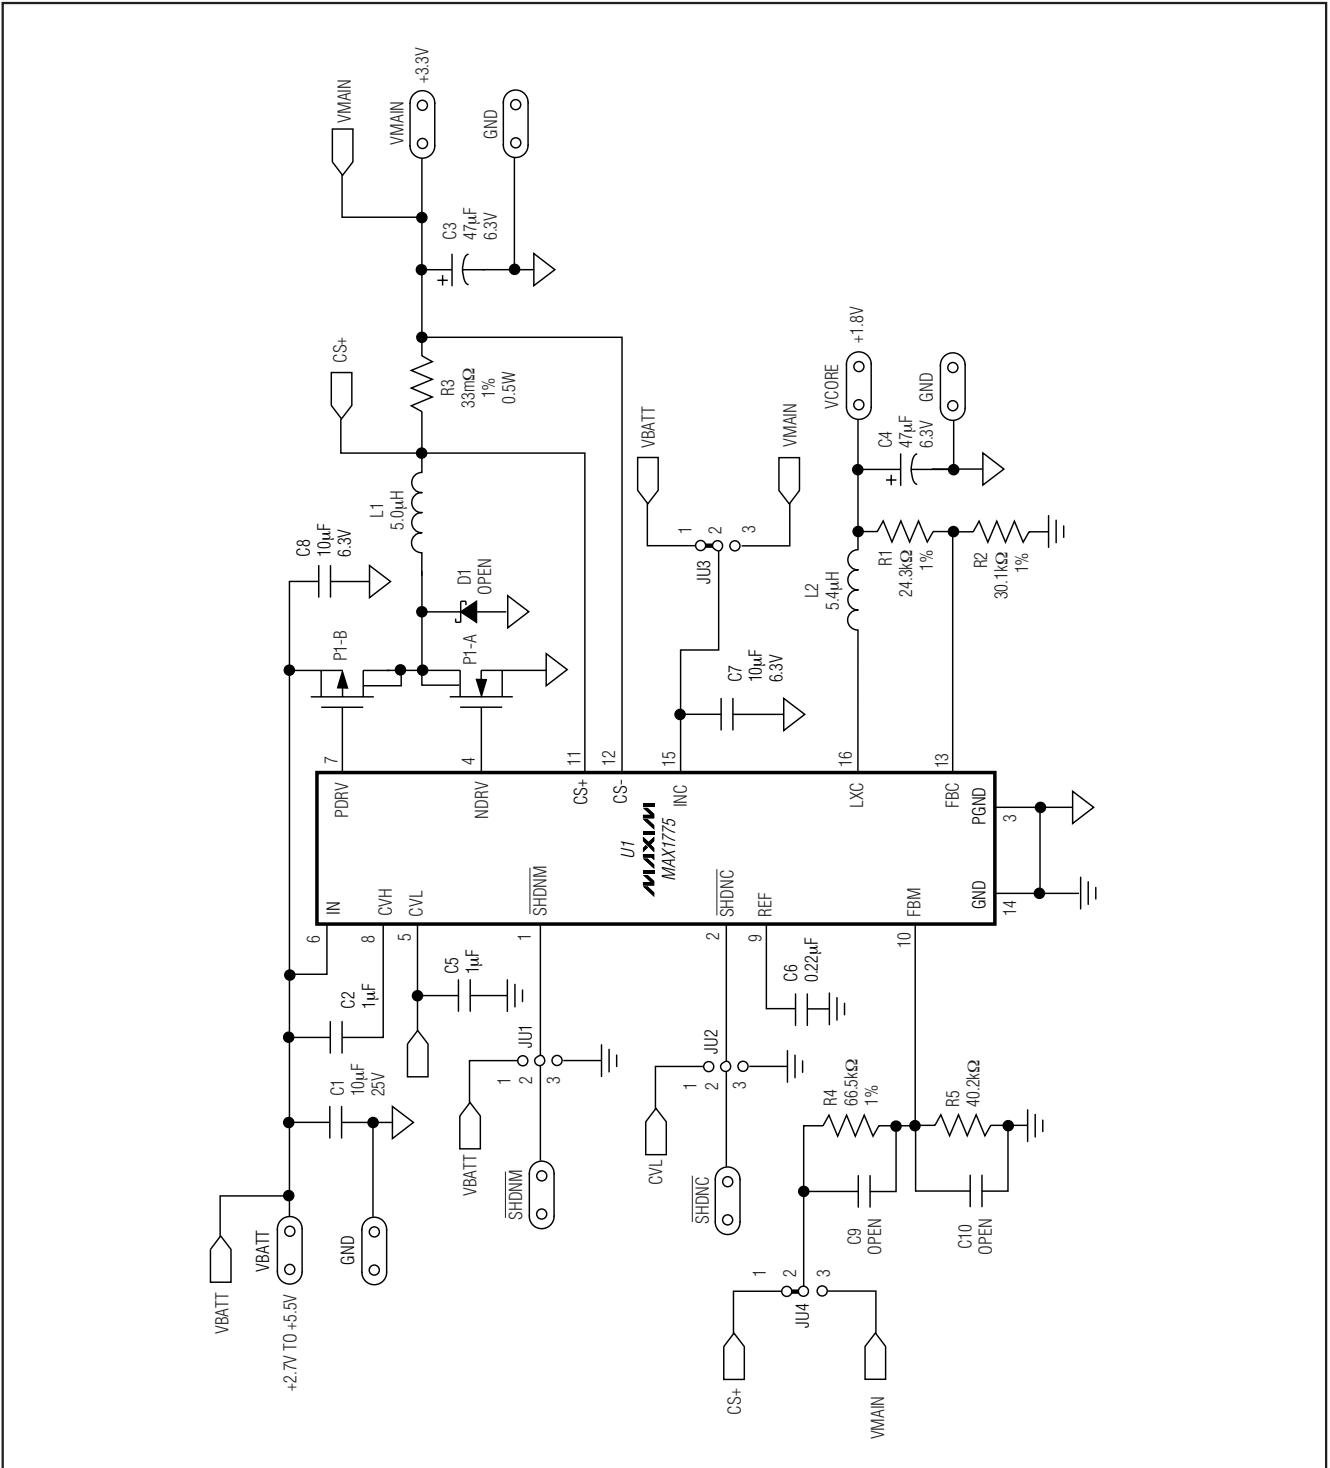 VMAIN
VMAIN
+3.3V
GND
C3
47µF
6.3V
CS+
R3
33mΩ
1%
0.5W
L1
5.0µH
C8
10µF
6.3V
D1
OPEN
P1-B
P1-A
VBATT
VMAIN
1
2
3
JU3
C7
10µF
6.3V
VCORE
+1.8V
GND
C4
47µF
6.3V
L2
5.4µH
R1
24.3kΩ
1%
R2
30.1kΩ
1%
7
4
11
12
15
16
13
PDRV
NDRV
CS+
CS-
INC
LXC
FBC
PGND
3
U1
MAXIM
MAX1775
IN
CVH
CVL
SHDNM
SHDNC
REF
FBM
GND
14
6
8
5
1
2
9
10
C2
1µF
C5
1µF
C6
0.22µF
C1
10µF
25V
JU1
1
2
3
VBATT
SHDNM
JU2
1
2
3
CVL
SHDNC
R4
66.5kΩ
1%
R5
40.2kΩ
C9
OPEN
C10
OPEN
VBATT
VBATT
GND
+2.7V TO +5.5V
1
2
3
JU4
CS+
VMAIN